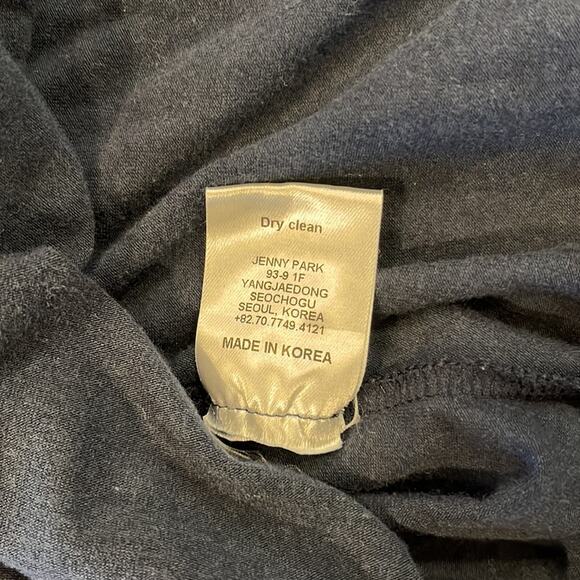 Dry clean
JENNY PARK
93-9 1F
YANGJAEDONG
SEOCHOGU
SEOUL, KOREA
+82.70.7749.4121
MADE IN KOREA